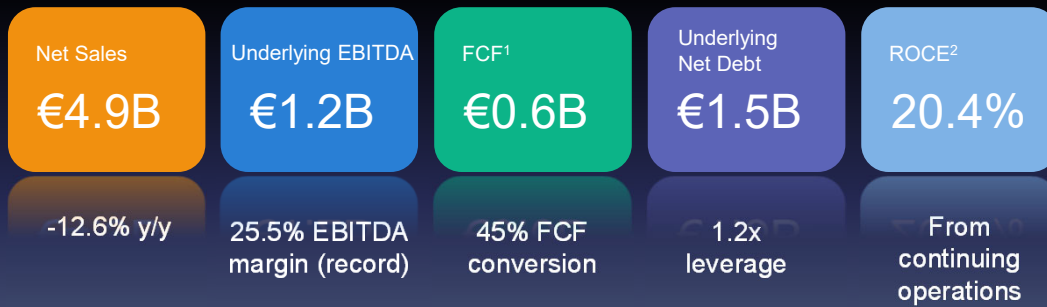 Net Sales
€4.9B
-12.6% y/y
Underlying EBITDA
€1.2B
25.5% EBITDA
margin (record)
FCF¹
€0.6B
45% FCF
conversion
Underlying
Net Debt
€1.5B
1.2x
leverage
ROCE²
20.4%
From
continuing
operations